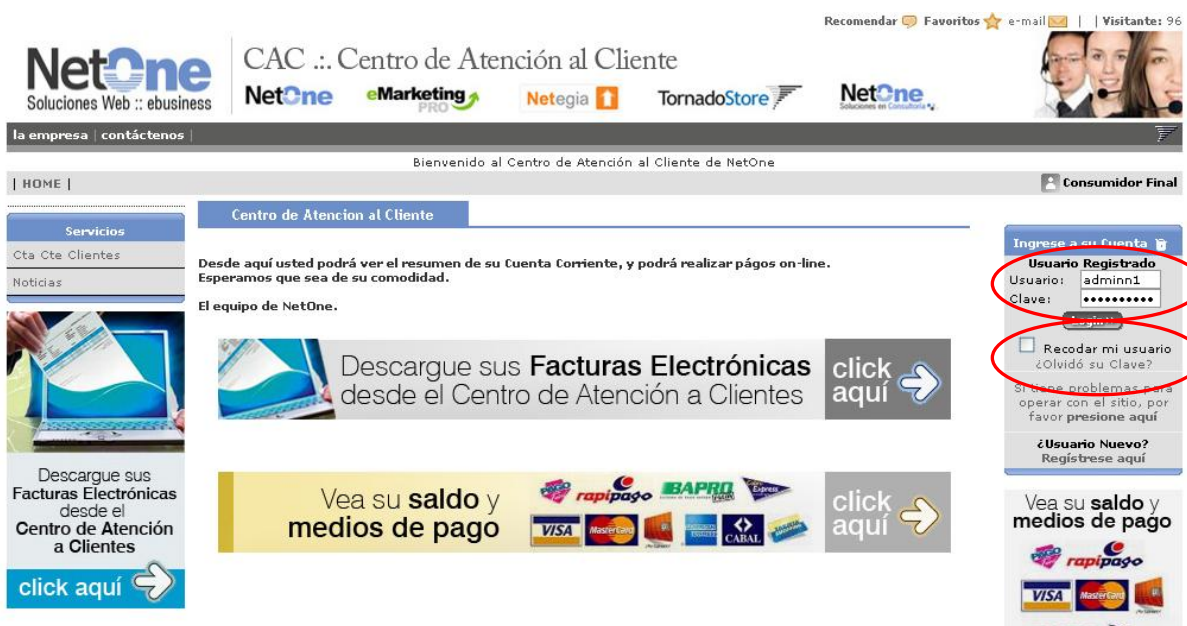 Recomendar Favoritos e-mail | | Visitante: 96
NetOne
Soluciones Web :: ebusiness
CAC .:. Centro de Atención al Cliente
NetOne eMarketing PRO Netegia TornadoStore NetOne
Soluciones en Consultoría
la empresa | contáctenos |
Bienvenido al Centro de Atención al Cliente de NetOne
| HOME |
Consumidor Final
Servicios
Cta Cte Clientes
Noticias
Descargue sus
Facturas Electrónicas
desde el
Centro de Atención
a Clientes
click aquí
Centro de Atencion al Cliente
Desde aquí usted podrá ver el resumen de su Cuenta Corriente, y podrá realizar págos on-line.
Esperamos que sea de su comodidad.
El equipo de NetOne.
Descargue sus Facturas Electrónicas
desde el Centro de Atención a Clientes
click
aquí
Vea su saldo y
medios de pago
rapipago BAPRO Express
VISA MasterCard CABAL
click
aquí
Ingrese a su Cuenta
Usuario Registrado
Usuario: adminn1
Clave: ••••••••••
Login
Recodar mi usuario
¿Olvidó su Clave?
Si tiene problemas para
operar con el sitio, por
favor presione aquí
¿Usuario Nuevo?
Regístrese aquí
Vea su saldo y
medios de pago
rapipago
VISA MasterCard